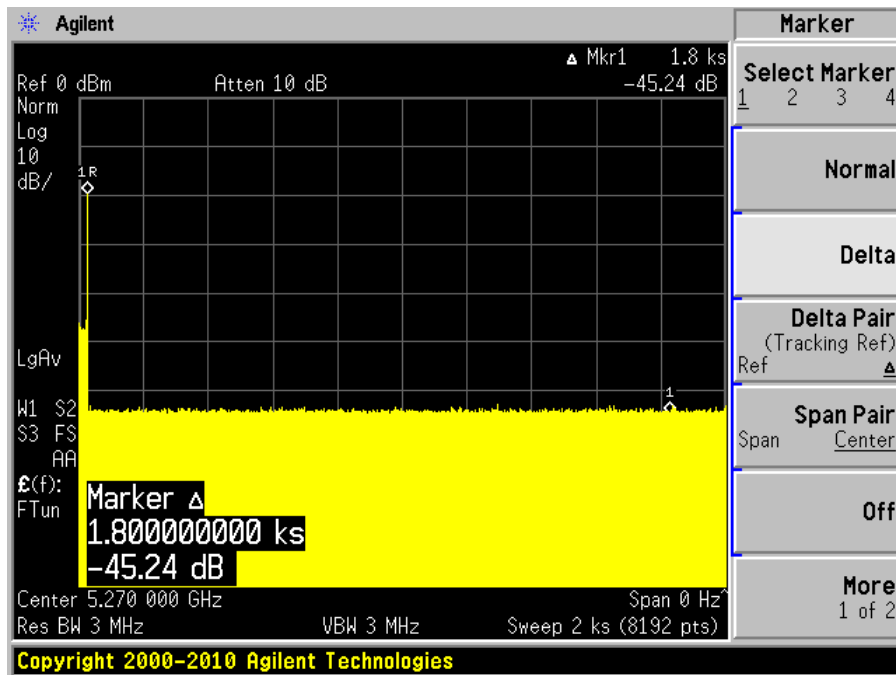 Agilent
Marker
Δ Mkr1 1.8 ks
Ref 0 dBm Atten 10 dB −45.24 dB
Norm
Log
10
dB/
1R
LgAv
1
W1 S2
S3 FS
AA
£(f):
FTun
Marker Δ
1.800000000 ks
−45.24 dB
Center 5.270 000 GHz Span 0 Hz^
Res BW 3 MHz VBW 3 MHz Sweep 2 ks (8192 pts)
Copyright 2000–2010 Agilent Technologies
Select Marker
1 2 3 4
Normal
Delta
Delta Pair
(Tracking Ref)
Ref Δ
Span Pair
Span Center
Off
More
1 of 2